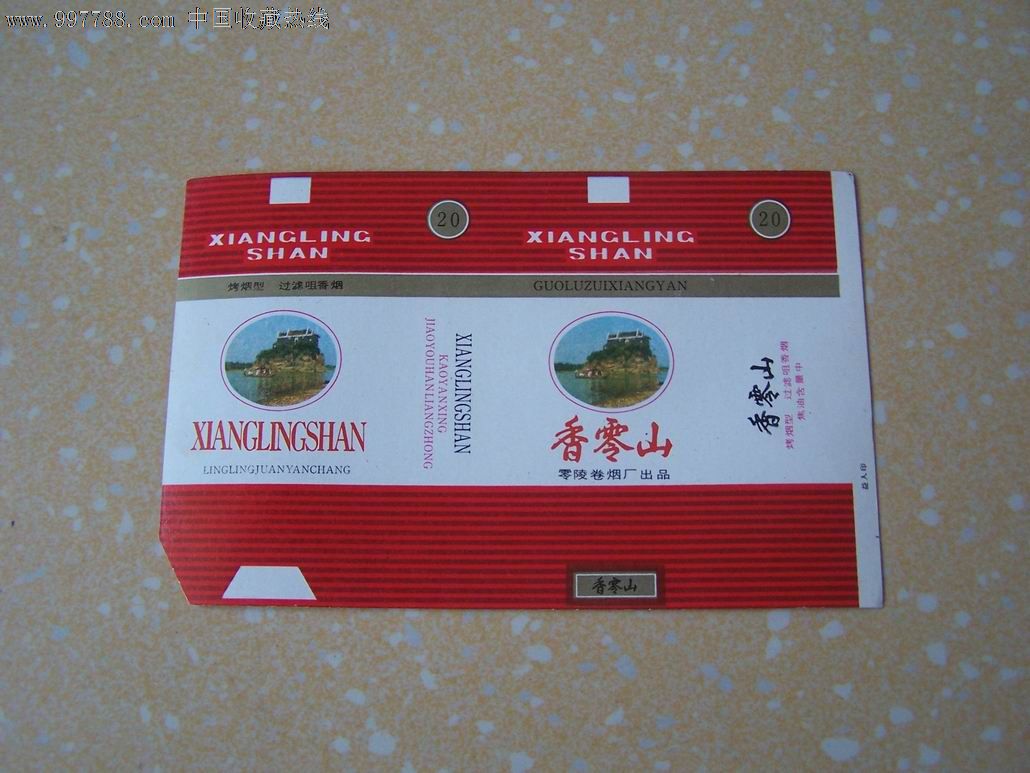 www.997788.com 中国收藏热线
20
20
XIANGLING
SHAN
XIANGLING
SHAN
烤烟型 过滤咀香烟
GUOLUZUIXIANGYAN
XIANGLINGSHAN
LINGLINGJUANYANCHANG
XIANGLINGSHAN
KAOYANXING
JIAOYOUHANLIANGZHONG
香零山
零陵卷烟厂出品
香零山
烤烟型 过滤咀香烟
焦油含量中
益人印
香零山